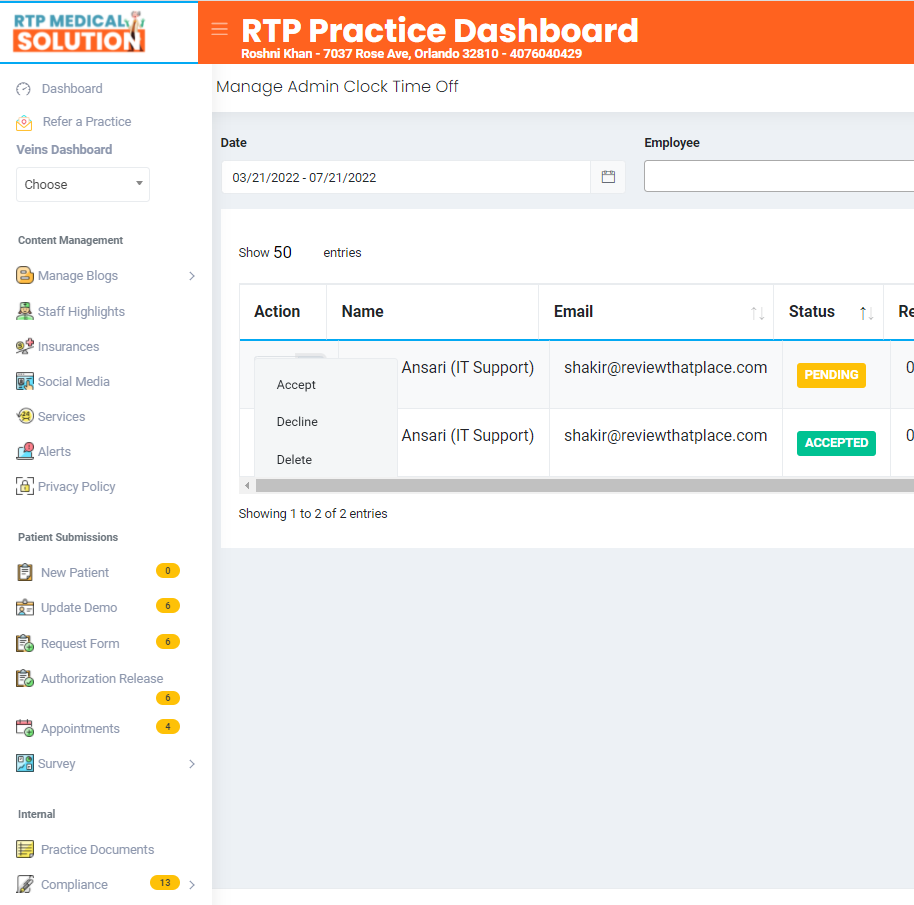 RTP MEDICAL
SOLUTION
RTP Practice Dashboard
Roshni Khan - 7037 Rose Ave, Orlando 32810 - 4076040429
Dashboard
Refer a Practice
Veins Dashboard
Choose
Content Management
Manage Blogs
Staff Highlights
Insurances
Social Media
Services
Alerts
Privacy Policy
Patient Submissions
New Patient 0
Update Demo 6
Request Form 6
Authorization Release
6
Appointments 4
Survey
Internal
Practice Documents
Compliance 13
Manage Admin Clock Time Off
Date Employee
03/21/2022 - 07/21/2022
Show 50 entries
Action Name Email Status Re
Ansari (IT Support) shakir@reviewthatplace.com PENDING 0
Accept
Decline
Delete
Ansari (IT Support) shakir@reviewthatplace.com ACCEPTED 0
Showing 1 to 2 of 2 entries